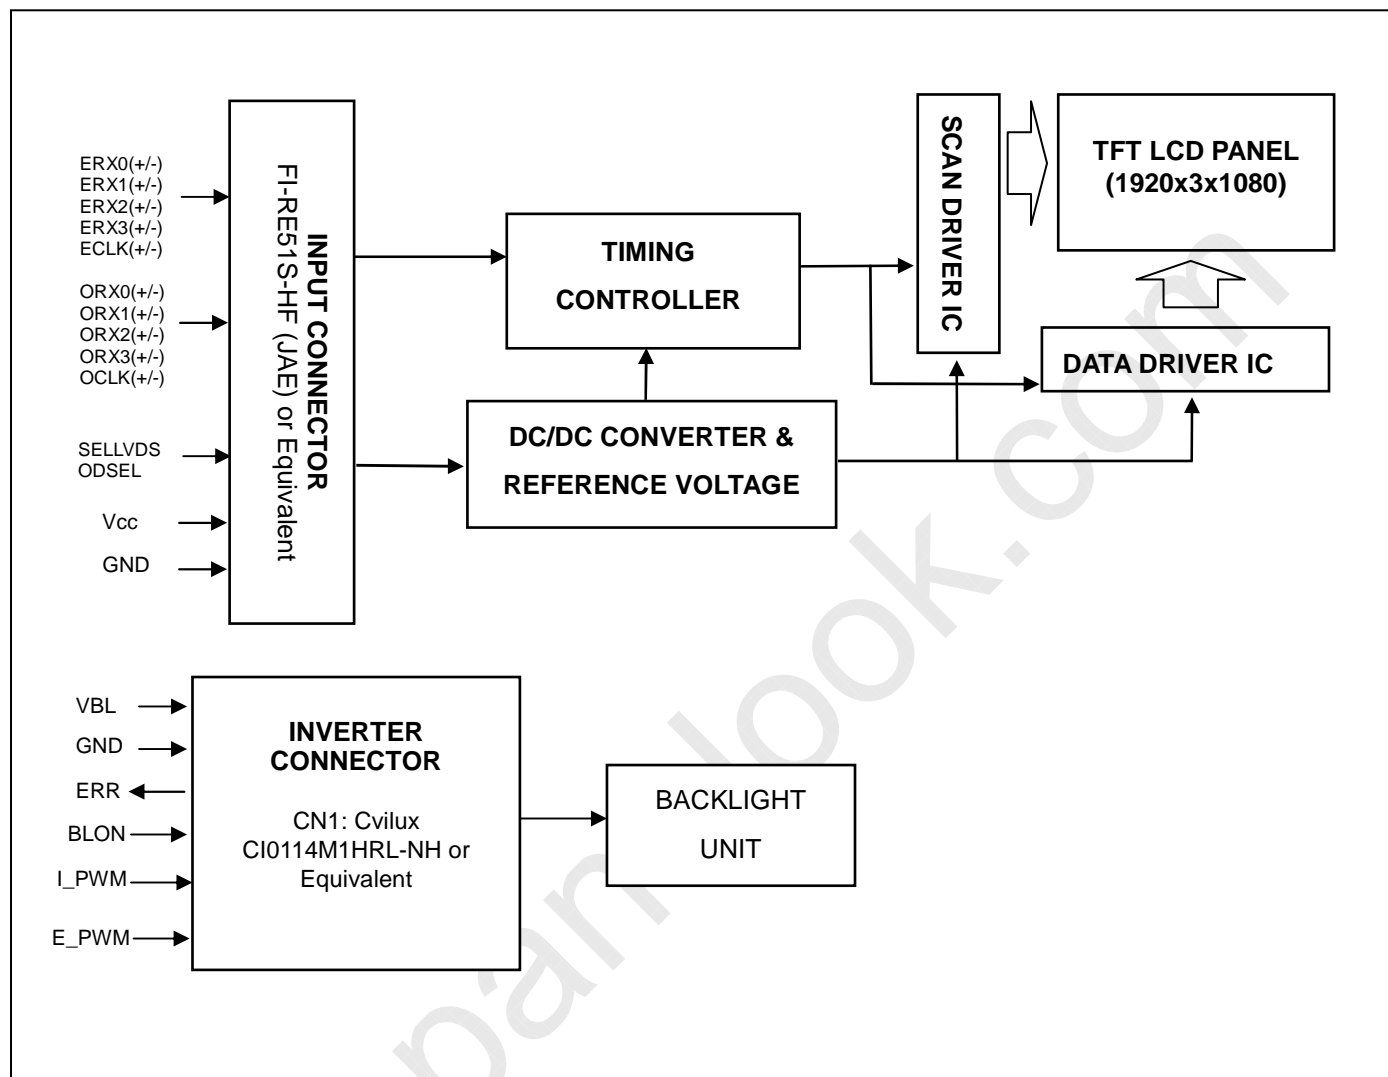 ERX0(+/-)
ERX1(+/-)
ERX2(+/-)
ERX3(+/-)
ECLK(+/-)
ORX0(+/-)
ORX1(+/-)
ORX2(+/-)
ORX3(+/-)
OCLK(+/-)
SELLVDS
ODSEL
Vcc
GND
INPUT CONNECTOR
FI-RE51S-HF (JAE) or Equivalent
TIMING
CONTROLLER
DC/DC CONVERTER &
REFERENCE VOLTAGE
SCAN DRIVER IC
TFT LCD PANEL
(1920x3x1080)
DATA DRIVER IC
VBL
GND
ERR
BLON
I_PWM
E_PWM
INVERTER
CONNECTOR
CN1: Cvilux
CI0114M1HRL-NH or
Equivalent
BACKLIGHT
UNIT
panelook.com